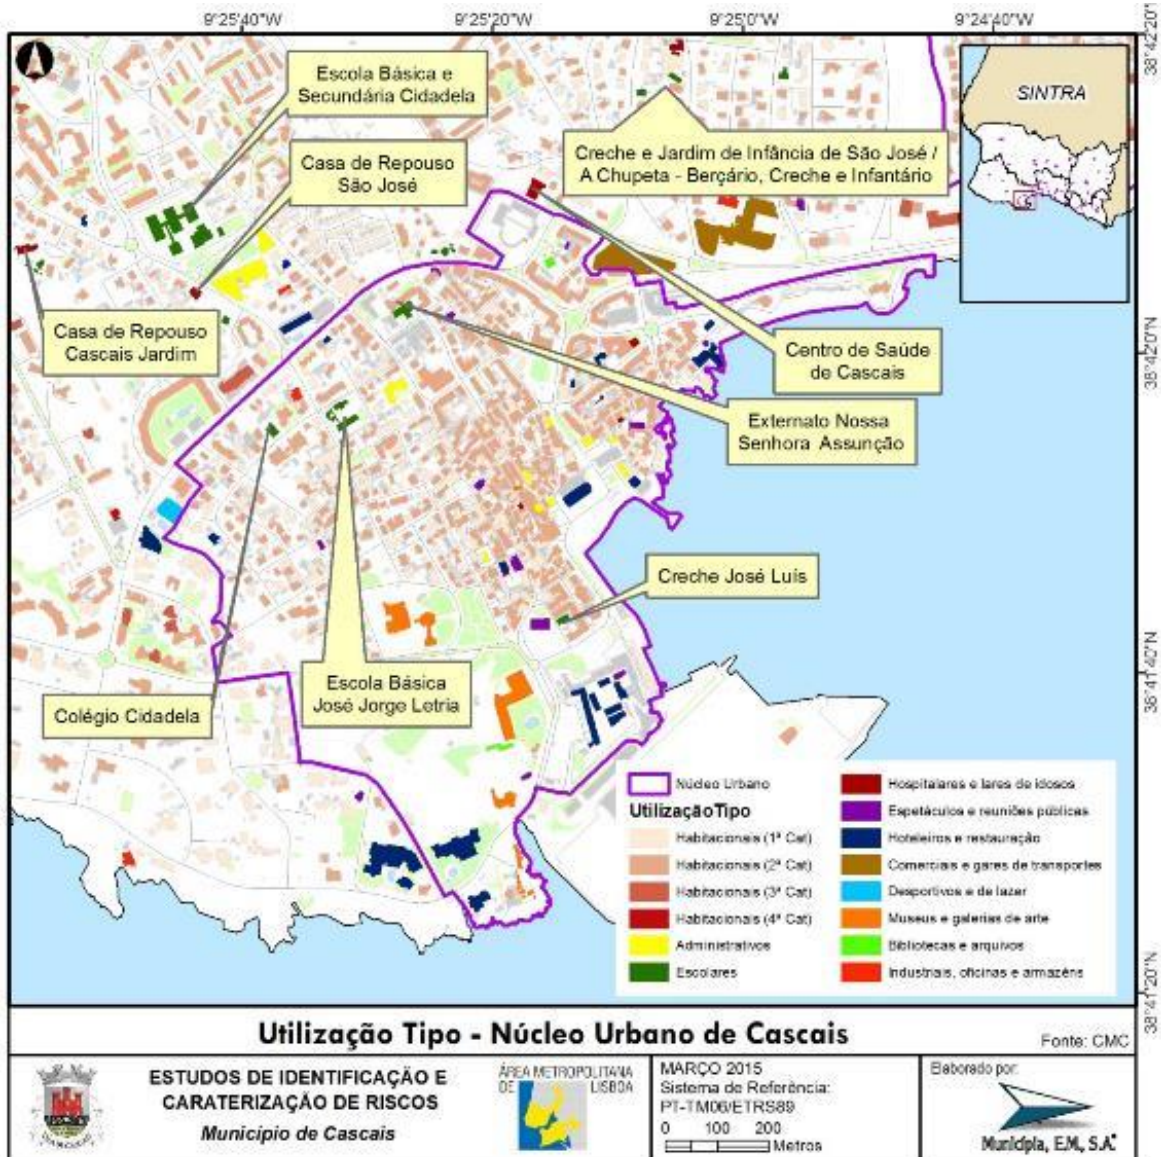 9°25'40"W
9°25'20"W
9°25'0"W
9°24'40"W
38°42'20"N
38°42'0"N
38°41'40"N
38°41'20"N
Escola Básica e
Secundária Cidadela
Casa de Repouso
São José
SINTRA
Creche e Jardim de Infância de São José /
A Chupeta - Berçário, Creche e Infantário
Casa de Repouso
Cascais Jardim
Centro de Saúde
de Cascais
Externato Nossa
Senhora Assunção
Creche José Luis
Escola Básica
José Jorge Letria
Colégio Cidadela
Núcleo Urbano
UtilizaçãoTipo
Habitacionais (1ª Cat)
Habitacionais (2ª Cat)
Habitacionais (3ª Cat)
Habitacionais (4ª Cat)
Administrativos
Escolares
Hospitalares e lares de idosos
Espetáculos e reuniões públicas
Hoteleiros e restauração
Comerciais e gares de transportes
Desportivos e de lazer
Museus e galerias de arte
Bibliotecas e arquivos
Industriais, oficinas e armazéns
Utilização Tipo - Núcleo Urbano de Cascais
Fonte: CMC
ESTUDOS DE IDENTIFICAÇÃO E
CARATERIZAÇÃO DE RISCOS
Município de Cascais
ÁREA METROPOLITANA
DE LISBOA
MARÇO 2015
Sistema de Referência:
PT-TM06/ETRS89
0 100 200
Metros
Elaborado por:
Municípia, E.M., S.A.